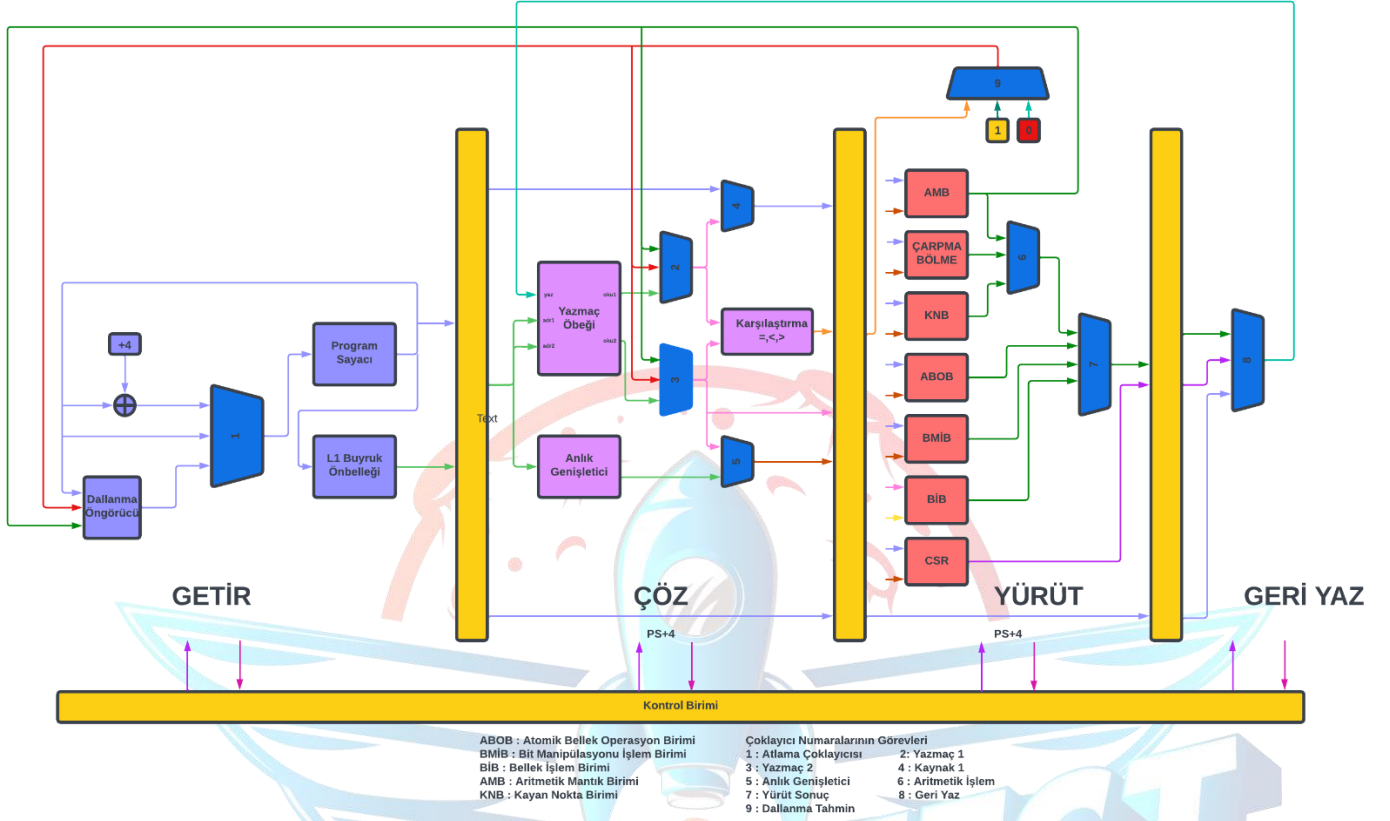 9
1
0
AMB
4
ÇARPMA
BÖLME
2
6
yaz
oku1
Yazmaç
Öbeği
adr1
adr2
oku2
KNB
Karşılaştırma
=,<,>
+4
Program
Sayacı
ABOB
7
8
3
1
Text
BMİB
L1 Buyruk
Önbelleği
Anlık
Genişletici
5
BİB
Dallanma
Öngörücü
CSR
GETİR
ÇÖZ
YÜRÜT
GERİ YAZ
PS+4
PS+4
Kontrol Birimi
ABOB : Atomik Bellek Operasyon Birimi
BMİB : Bit Manipülasyonu İşlem Birimi
BİB : Bellek İşlem Birimi
AMB : Aritmetik Mantık Birimi
KNB : Kayan Nokta Birimi
Çoklayıcı Numaralarının Görevleri
1 : Atlama Çoklayıcısı 2: Yazmaç 1
3 : Yazmaç 2 4 : Kaynak 1
5 : Anlık Genişletici 6 : Aritmetik İşlem
7 : Yürüt Sonuç 8 : Geri Yaz
9 : Dallanma Tahmin